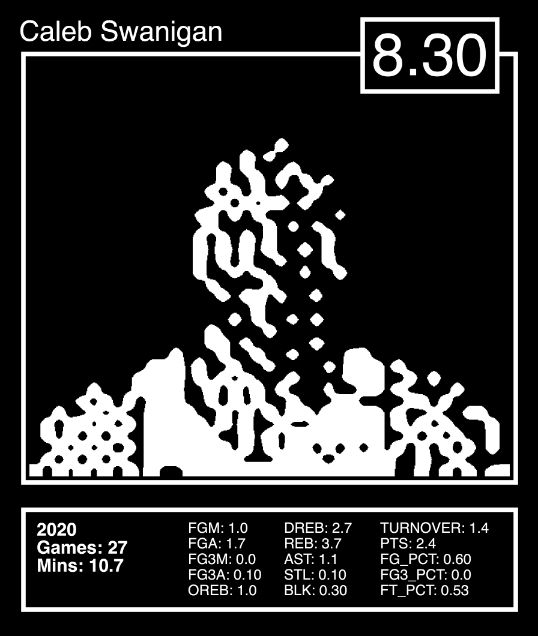 Caleb Swanigan
8.30
2020
Games: 27
Mins: 10.7
FGM: 1.0
FGA: 1.7
FG3M: 0.0
FG3A: 0.10
OREB: 1.0
DREB: 2.7
REB: 3.7
AST: 1.1
STL: 0.10
BLK: 0.30
TURNOVER: 1.4
PTS: 2.4
FG_PCT: 0.60
FG3_PCT: 0.0
FT_PCT: 0.53